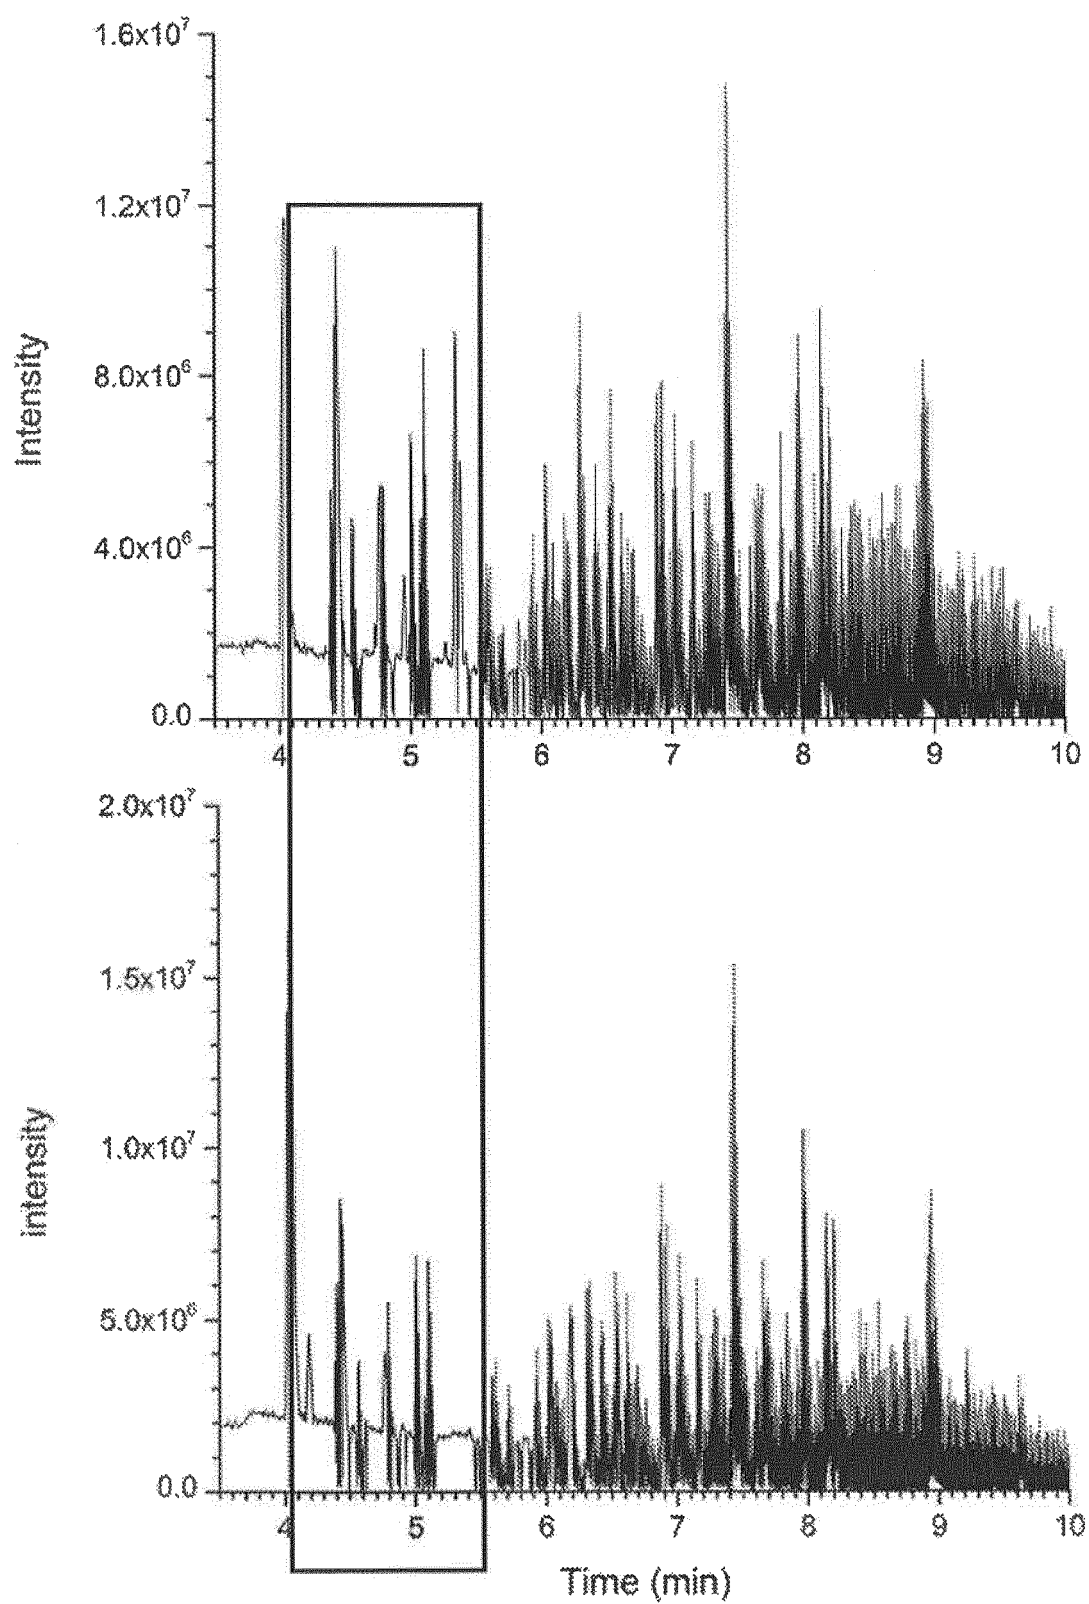 1.6x10⁷
1.2x10⁷
8.0x10⁶
4.0x10⁶
0.0
Intensity
4 5 6 7 8 9 10
2.0x10⁷
1.5x10⁷
1.0x10⁷
5.0x10⁶
0.0
intensity
4 5 6 7 8 9 10
Time (min)